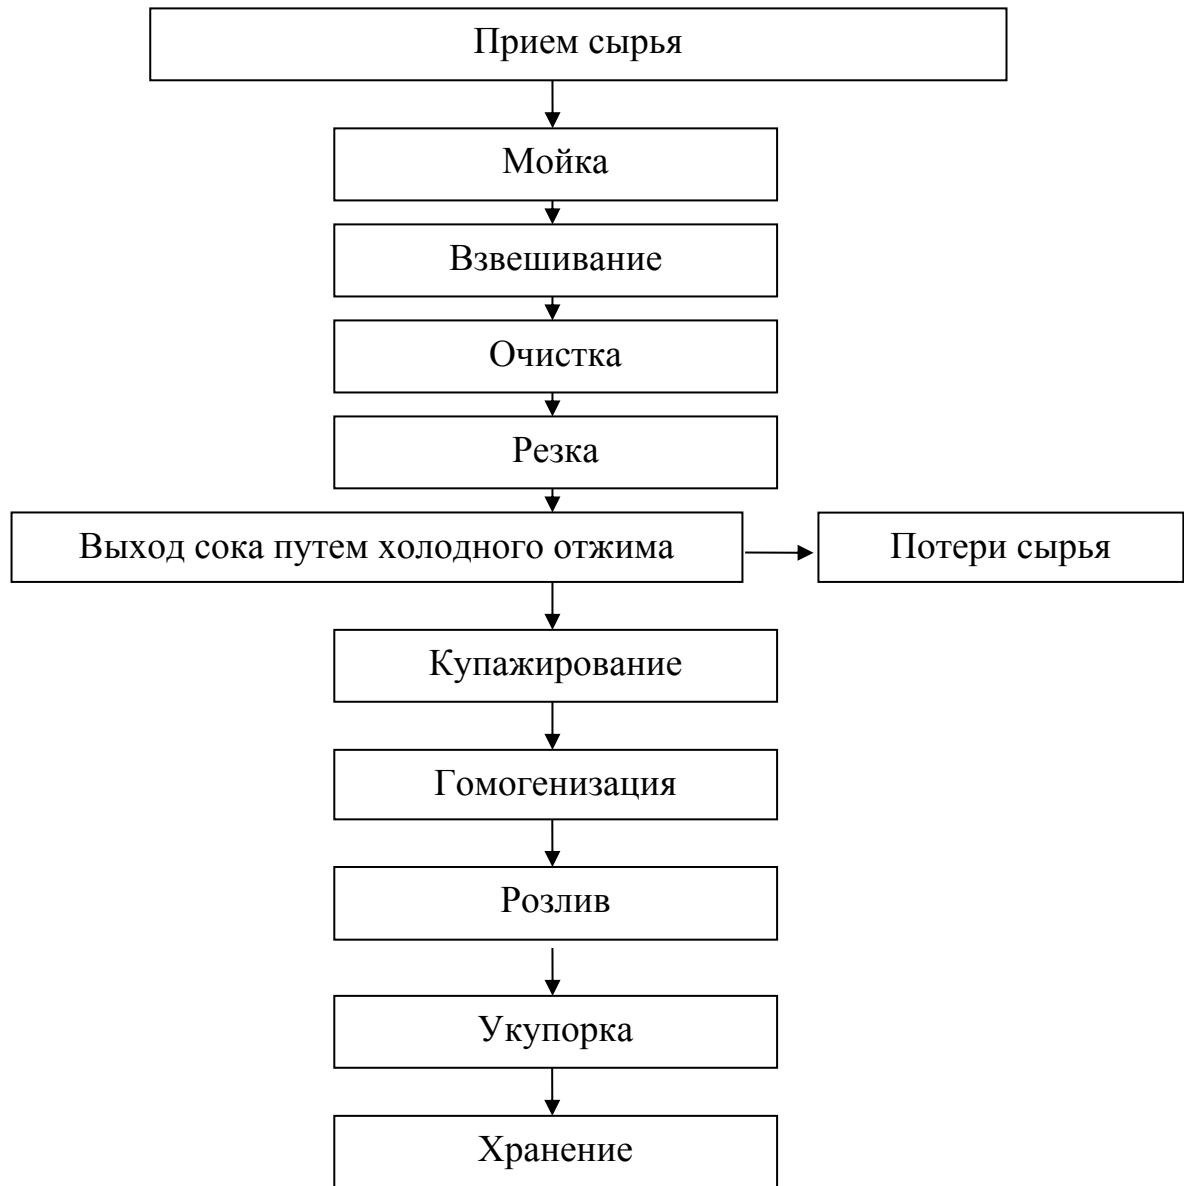 Прием сырья
Мойка
Взвешивание
Очистка
Резка
Выход сока путем холодного отжима
Потери сырья
Купажирование
Гомогенизация
Розлив
Укупорка
Хранение